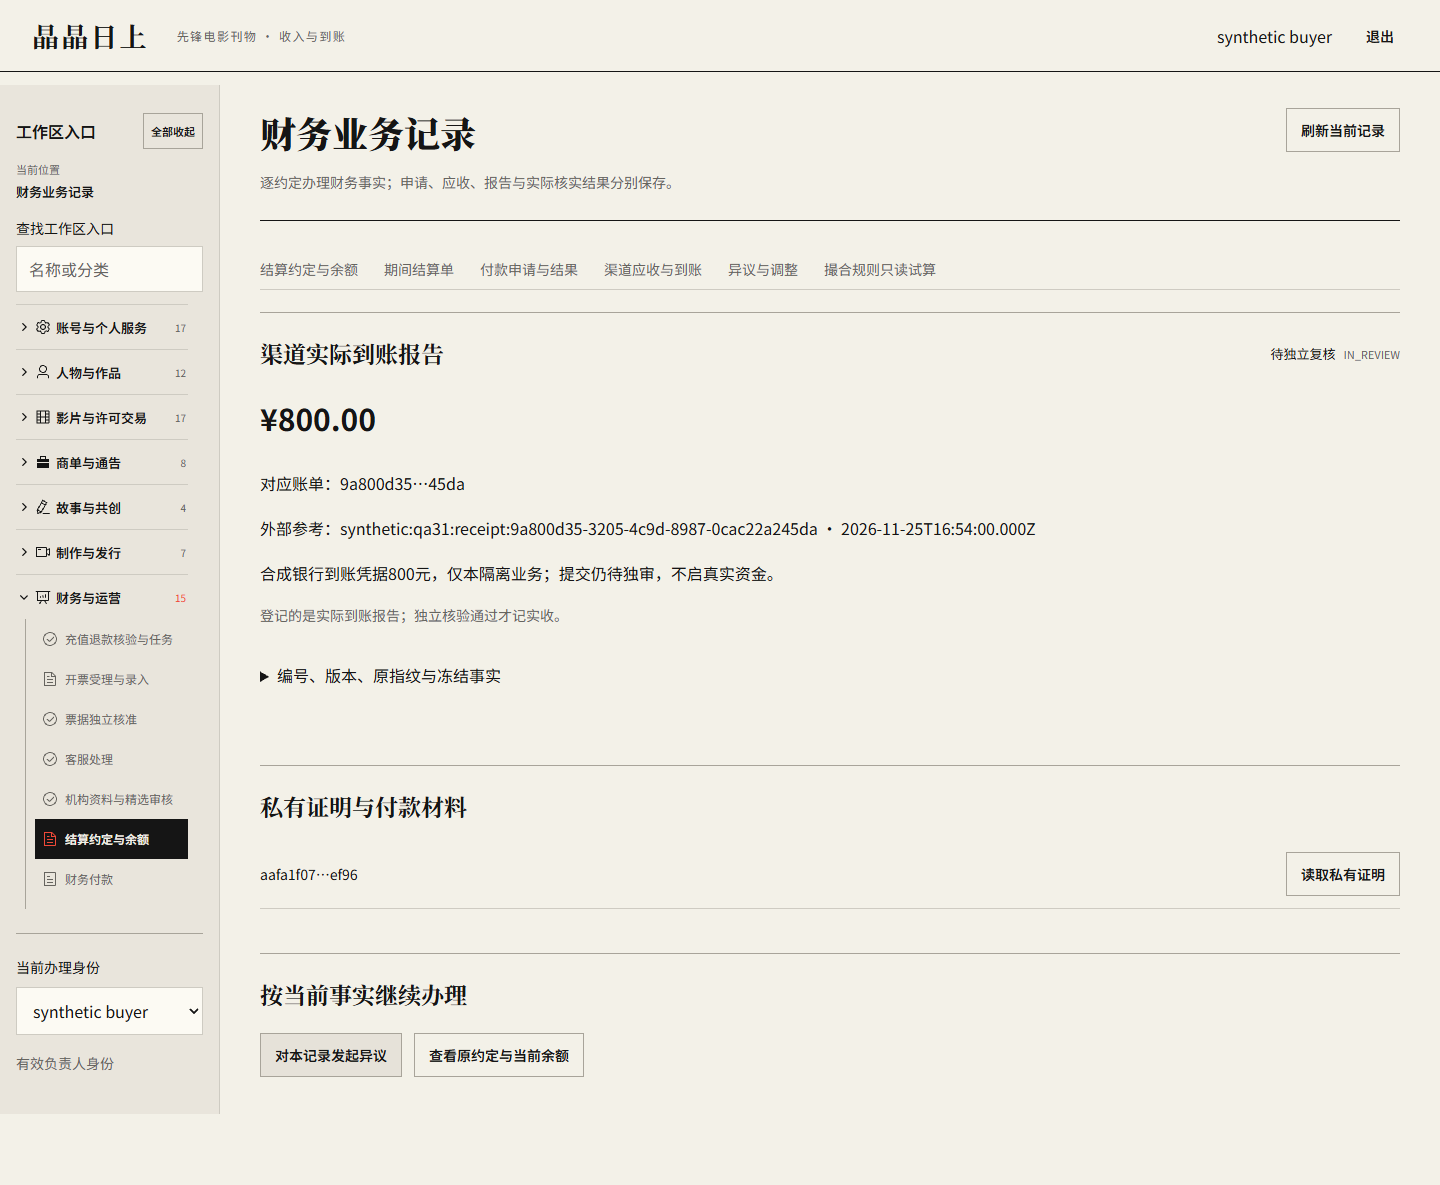 晶晶日上
先锋电影刊物 · 收入与到账
synthetic buyer
退出
工作区入口
全部收起
当前位置
财务业务记录
查找工作区入口
名称或分类
账号与个人服务 17
人物与作品 12
影片与许可交易 17
商单与通告 8
故事与共创 4
制作与发行 7
财务与运营 15
充值退款核验与任务
开票受理与录入
票据独立核准
客服处理
机构资料与精选审核
结算约定与余额
财务付款
当前办理身份
synthetic buyer
有效负责人身份
财务业务记录
刷新当前记录
逐约定办理财务事实；申请、应收、报告与实际核实结果分别保存。
结算约定与余额 期间结算单 付款申请与结果 渠道应收与到账 异议与调整 撮合规则只读试算
渠道实际到账报告
待独立复核 IN_REVIEW
¥800.00
对应账单：9a800d35…45da
外部参考：synthetic:qa31:receipt:9a800d35-3205-4c9d-8987-0cac22a245da · 2026-11-25T16:54:00.000Z
合成银行到账凭据800元，仅本隔离业务；提交仍待独审，不启真实资金。
登记的是实际到账报告；独立核验通过才记实收。
编号、版本、原指纹与冻结事实
私有证明与付款材料
aafa1f07…ef96
读取私有证明
按当前事实继续办理
对本记录发起异议
查看原约定与当前余额